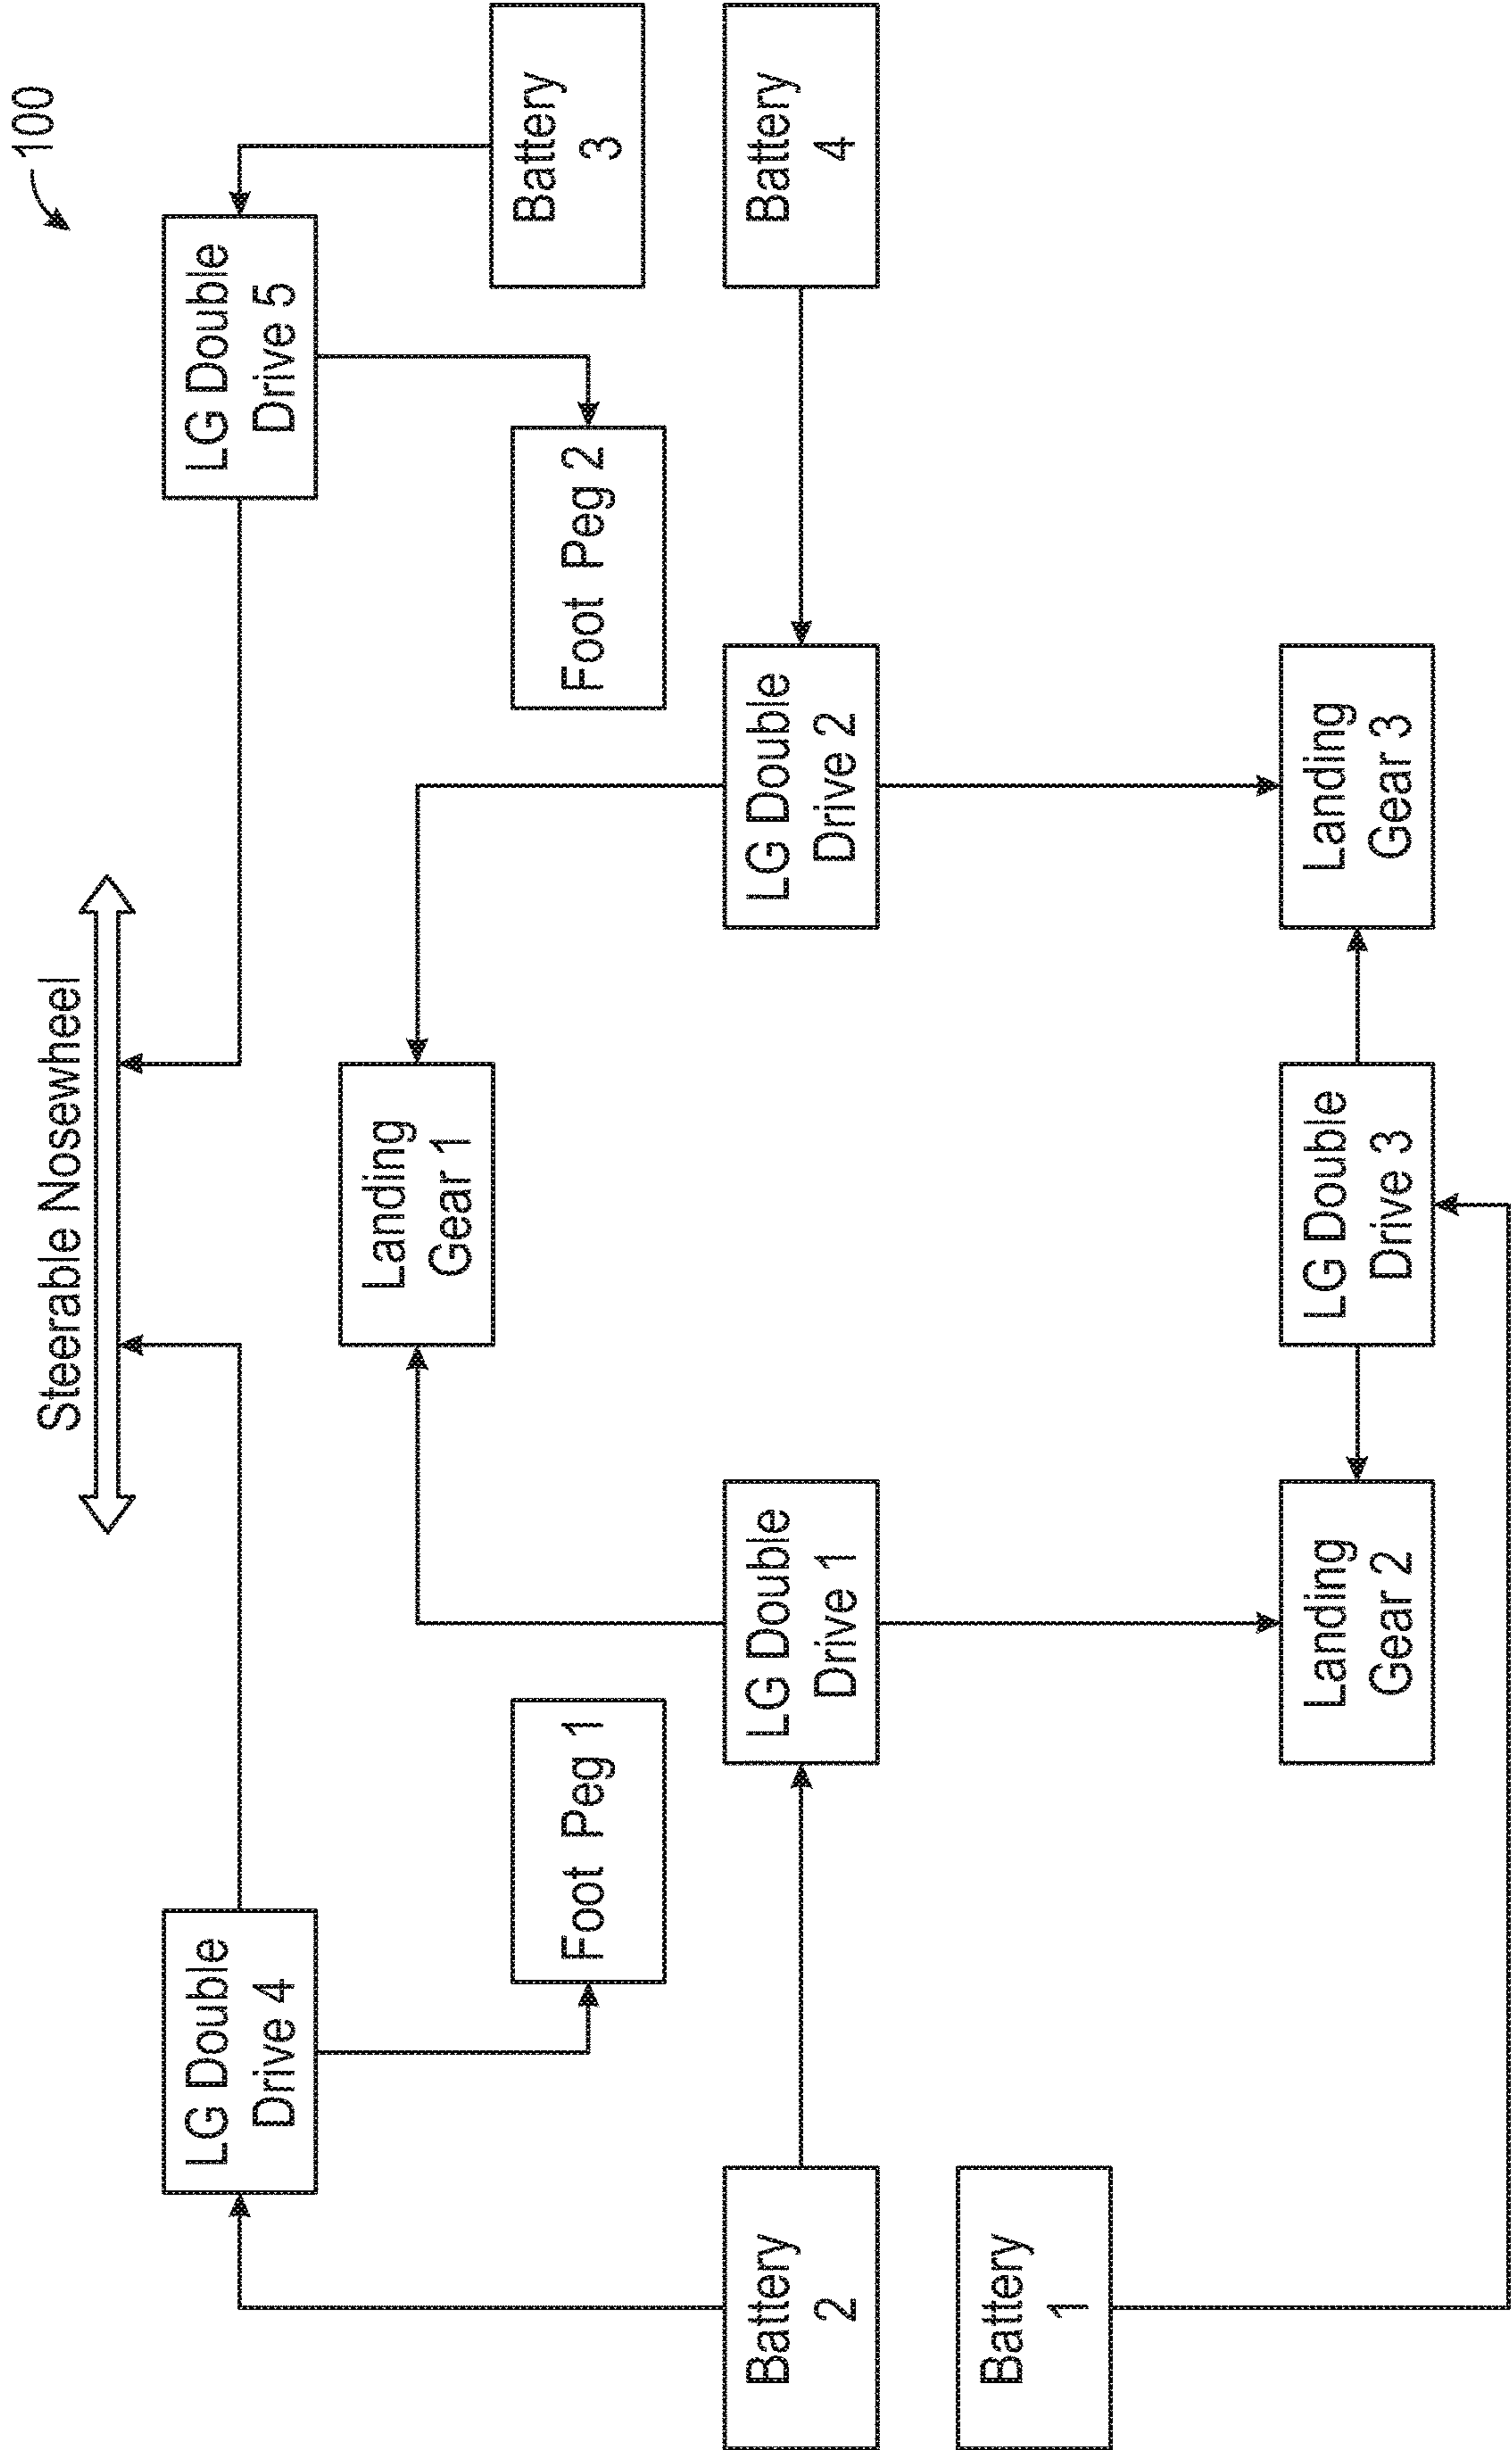 100
Steerable Nosewheel
LG Double
Drive 4
LG Double
Drive 5
Landing
Gear 1
Battery
3
Foot Peg 1
Foot Peg 2
Battery
2
LG Double
Drive 1
LG Double
Drive 2
Battery
4
Battery
1
Landing
Gear 2
LG Double
Drive 3
Landing
Gear 3